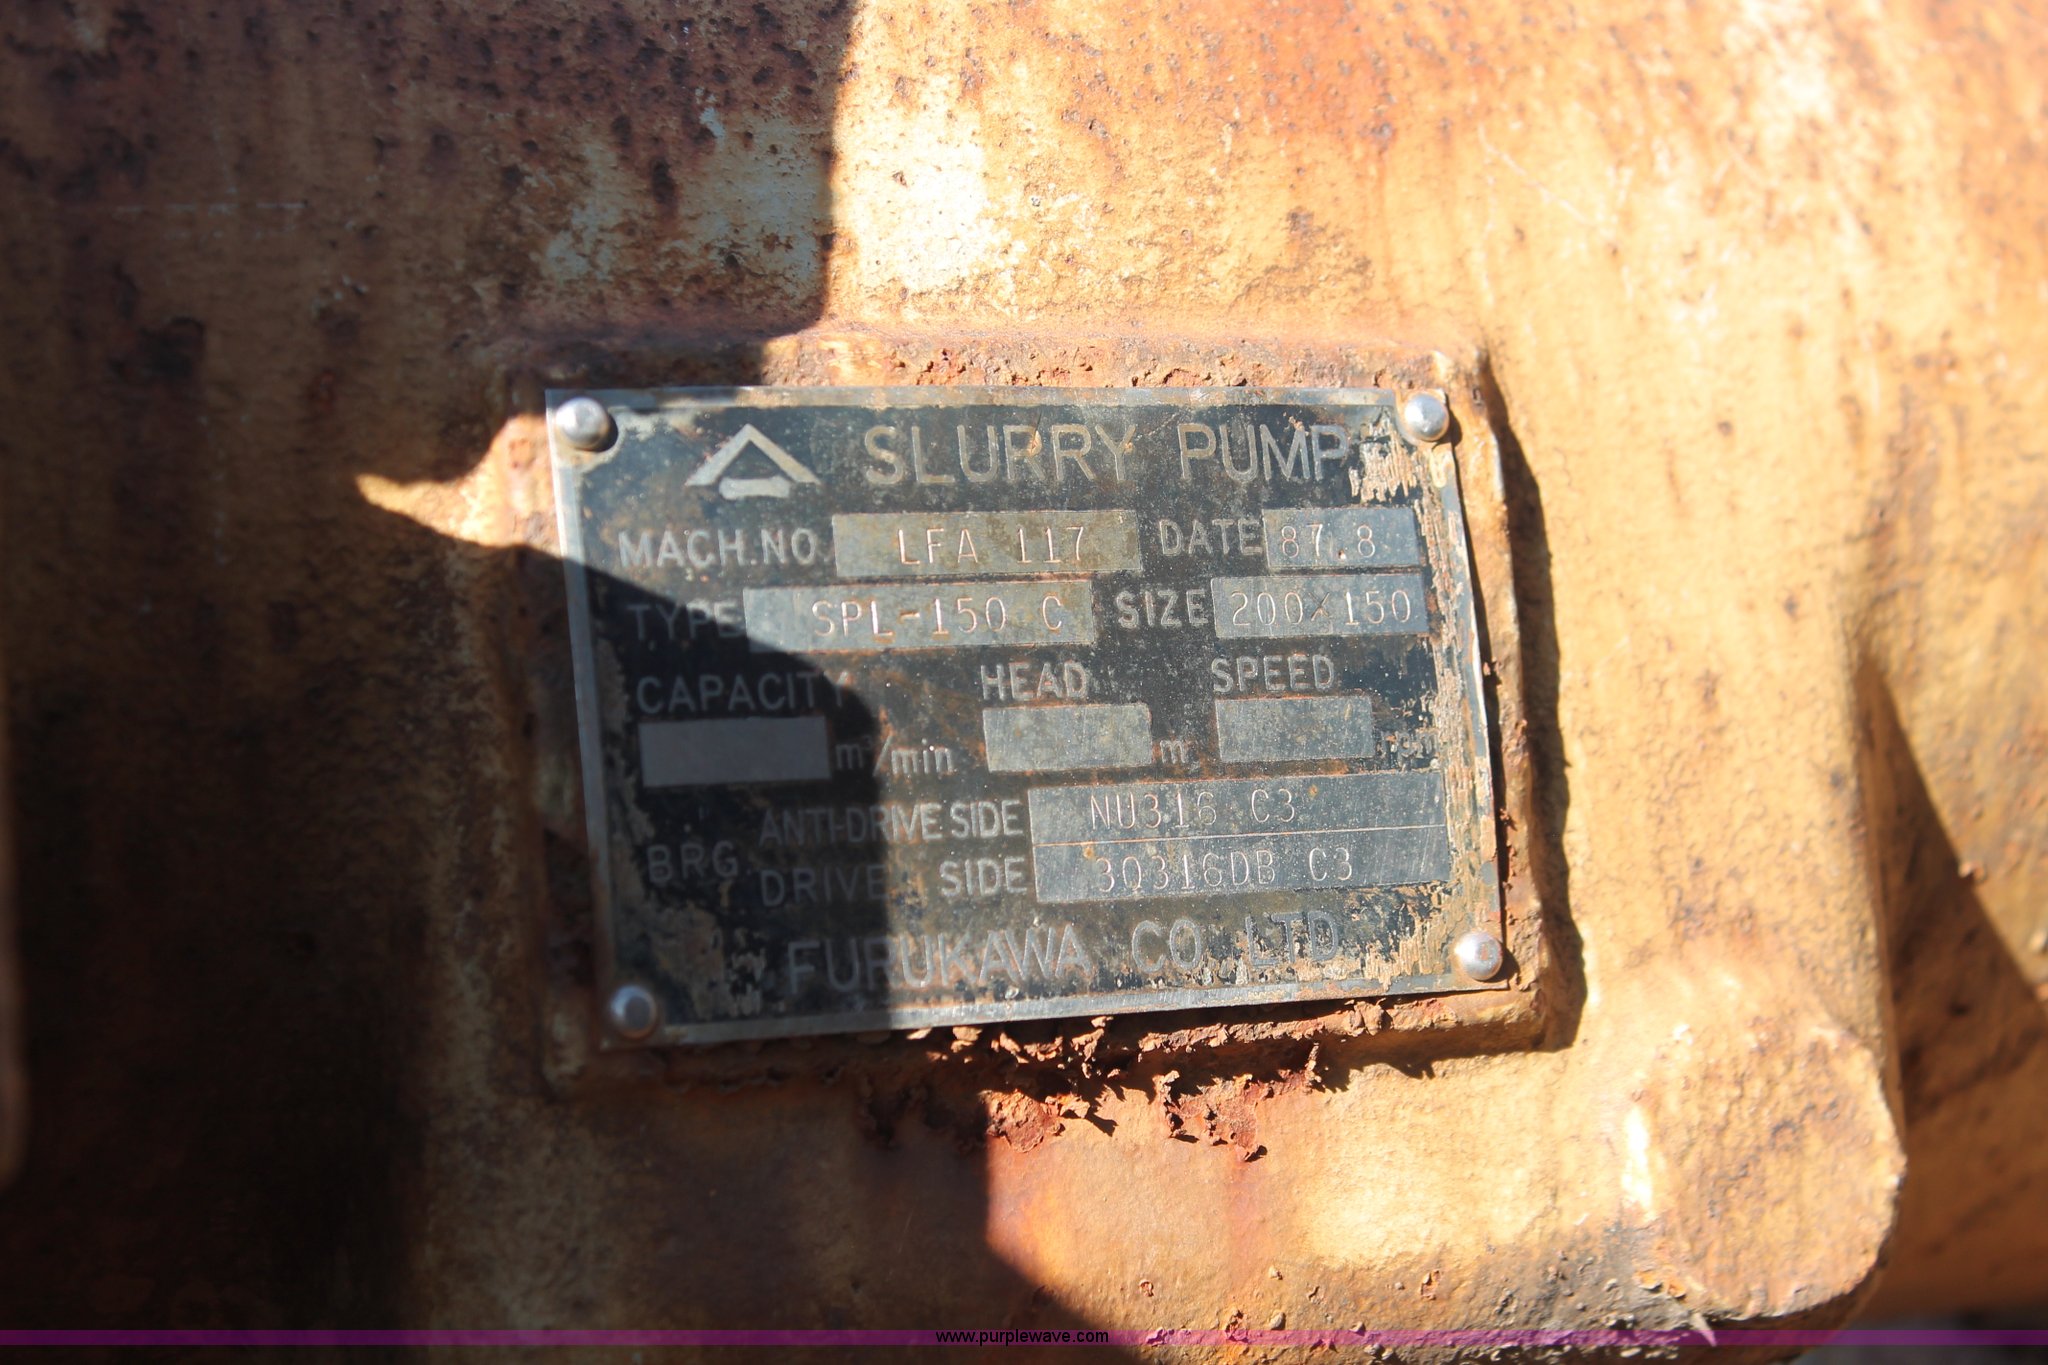 SLURRY PUMP
MACH.NO LFA 117 DATE 87.8
TYPE SPL-150 C SIZE 200×150
CAPACITY HEAD SPEED
m³/min m rpm
ANTI-DRIVE SIDE NU316 C3
BRG. DRIVE SIDE 30316DB C3
FURUKAWA CO. LTD.
www.purplewave.com